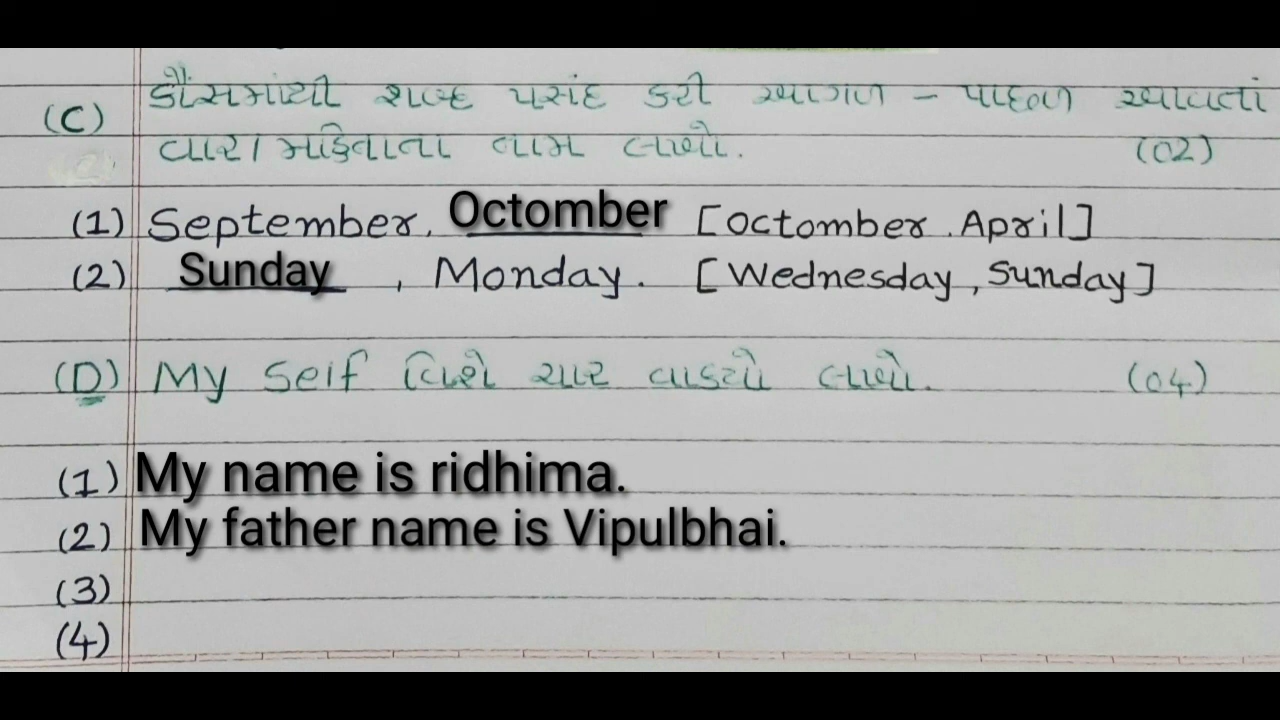 (C) કૌંસમાંથી શબ્દ પસંદ કરી આગળ - પાછળ આવતાં
વાર/મહિનાના નામ લખો. (02)
(1) September, Octomber [Octomber, April]
(2) Sunday, Monday. [Wednesday, Sunday]
(D) My Self વિશે ચાર વાક્યો લખો. (04)
(1) My name is ridhima.
(2) My father name is Vipulbhai.
(3)
(4)